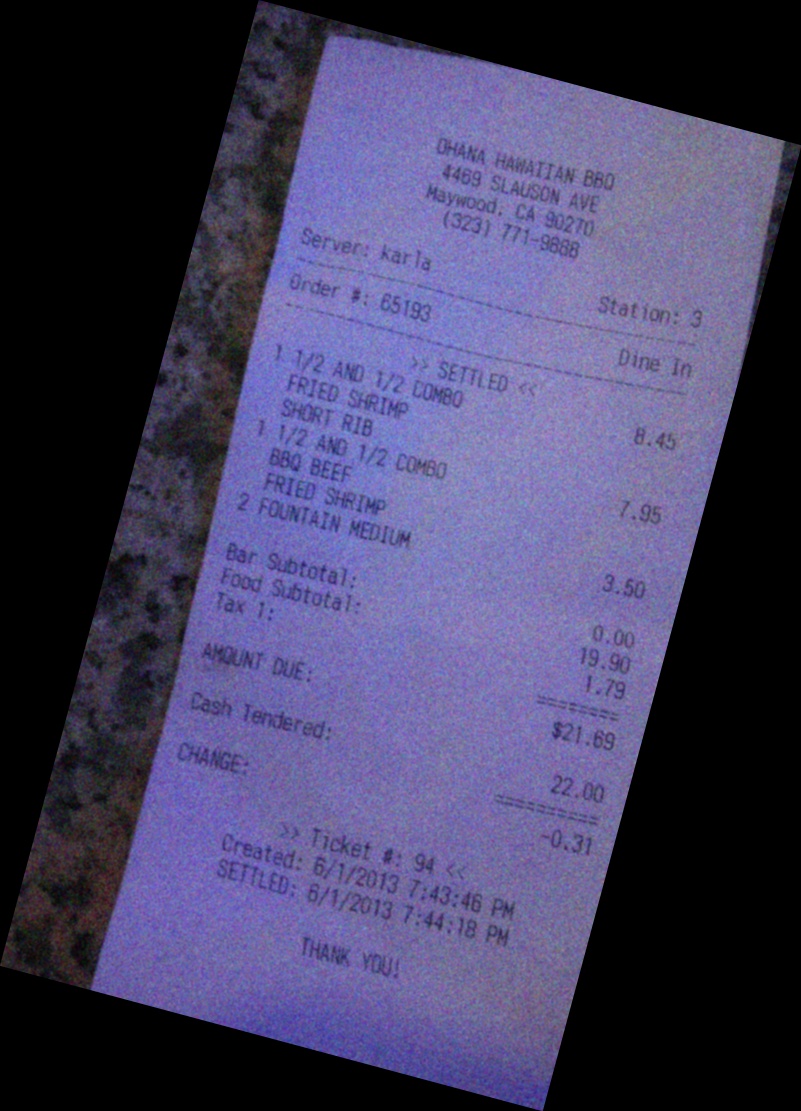 OHANA HAWAIIAN BBQ
4469 SLAUSON AVE
Maywood, CA 90270
(323) 771-9888
Server: karla Station: 3
Order #: 65193 Dine In
>> SETTLED <<
1 1/2 AND 1/2 COMBO 8.45
FRIED SHRIMP
SHORT RIB
1 1/2 AND 1/2 COMBO 7.95
BBQ BEEF
FRIED SHRIMP
2 FOUNTAIN MEDIUM 3.50
Bar Subtotal: 0.00
Food Subtotal: 19.90
Tax 1: 1.79
AMOUNT DUE: $21.69
Cash Tendered: 22.00
CHANGE: -0.31
>> Ticket #: 94 <<
Created: 6/1/2013 7:43:46 PM
SETTLED: 6/1/2013 7:44:18 PM
THANK YOU!